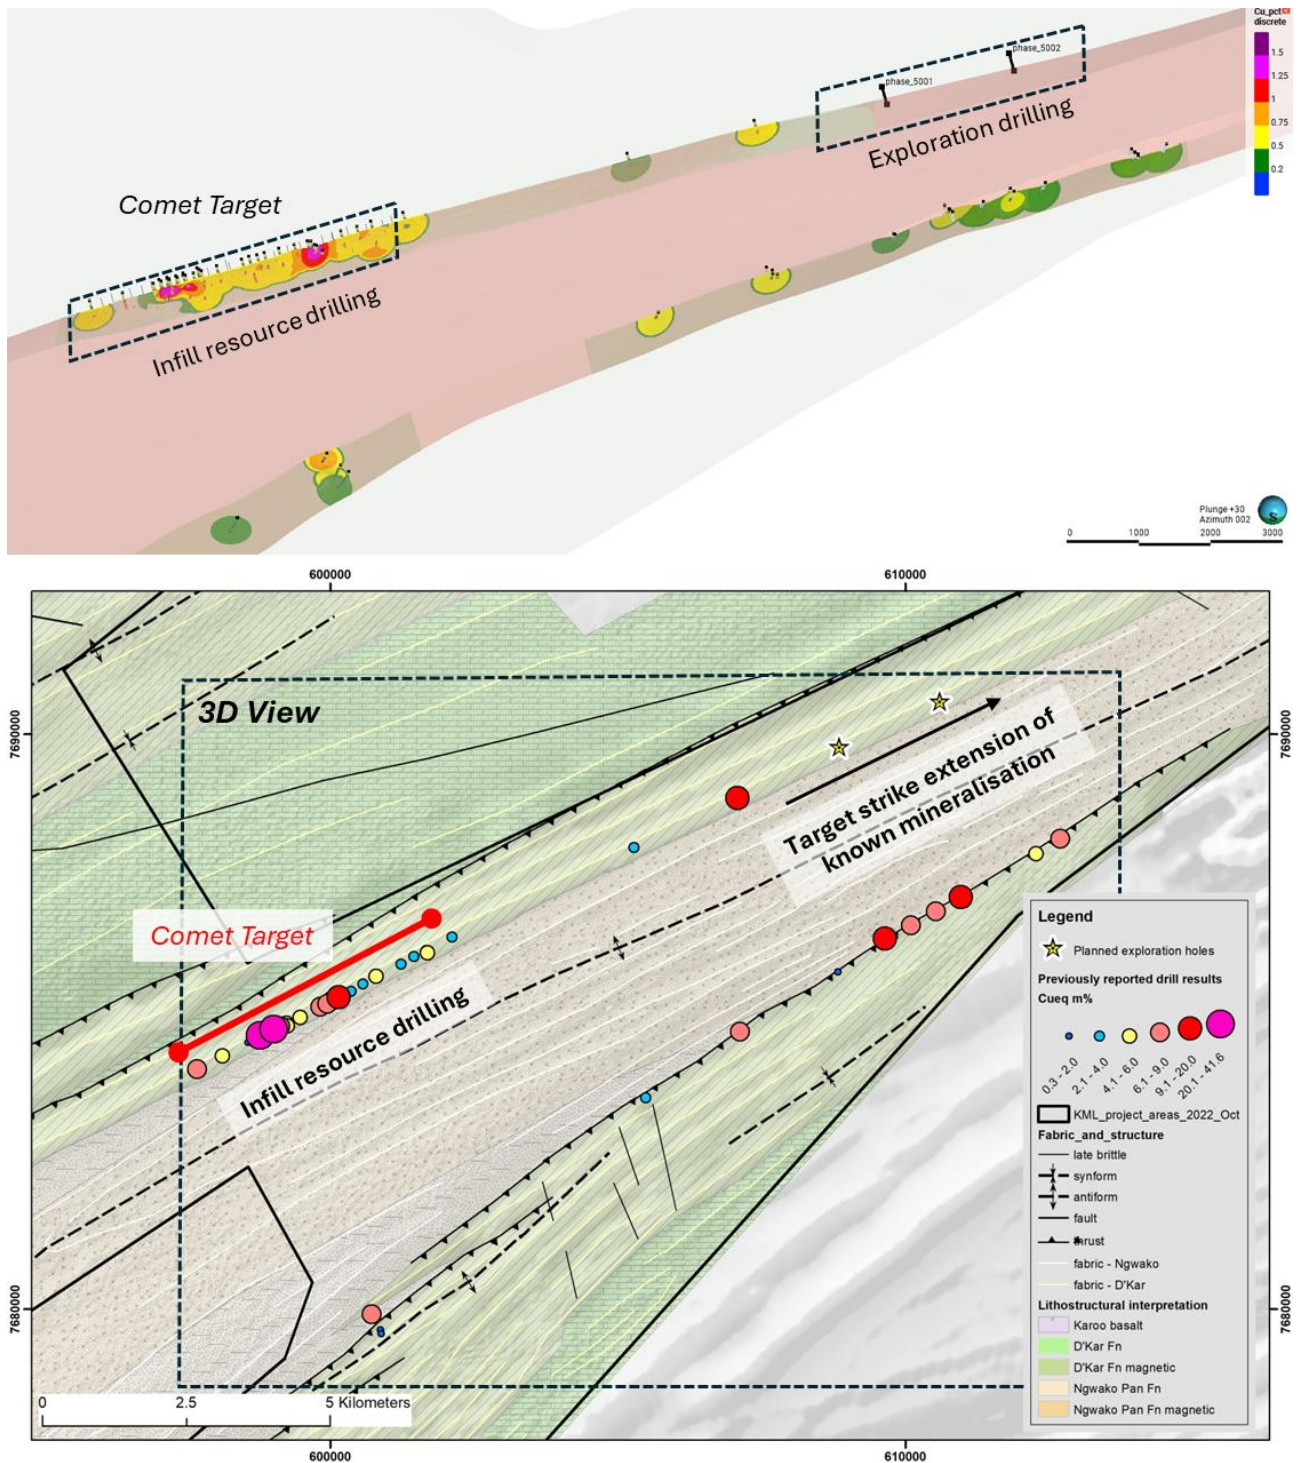 Cu_pct
discrete
1.5
1.25
1
0.75
0.5
0.2
phase_5002
phase_5001
Exploration drilling
Comet Target
Infill resource drilling
Plunge +30
Azimuth 002
S
0 1000 2000 3000
600000 610000
7690000
7690000
3D View
Target strike extension of
known mineralisation
Comet Target
Infill resource drilling
Legend
Planned exploration holes
Previously reported drill results
Cueq m%
0.3 - 2.0
2.1 - 4.0
4.1 - 6.0
6.1 - 9.0
9.1 - 20.0
20.1 - 41.6
KML_project_areas_2022_Oct
Fabric_and_structure
late brittle
synform
antiform
fault
thrust
fabric - Ngwako
fabric - D'Kar
Lithostructural interpretation
Karoo basalt
D'Kar Fn
D'Kar Fn magnetic
Ngwako Pan Fn
Ngwako Pan Fn magnetic
7680000
7680000
0 2.5 5 Kilometers
600000 610000